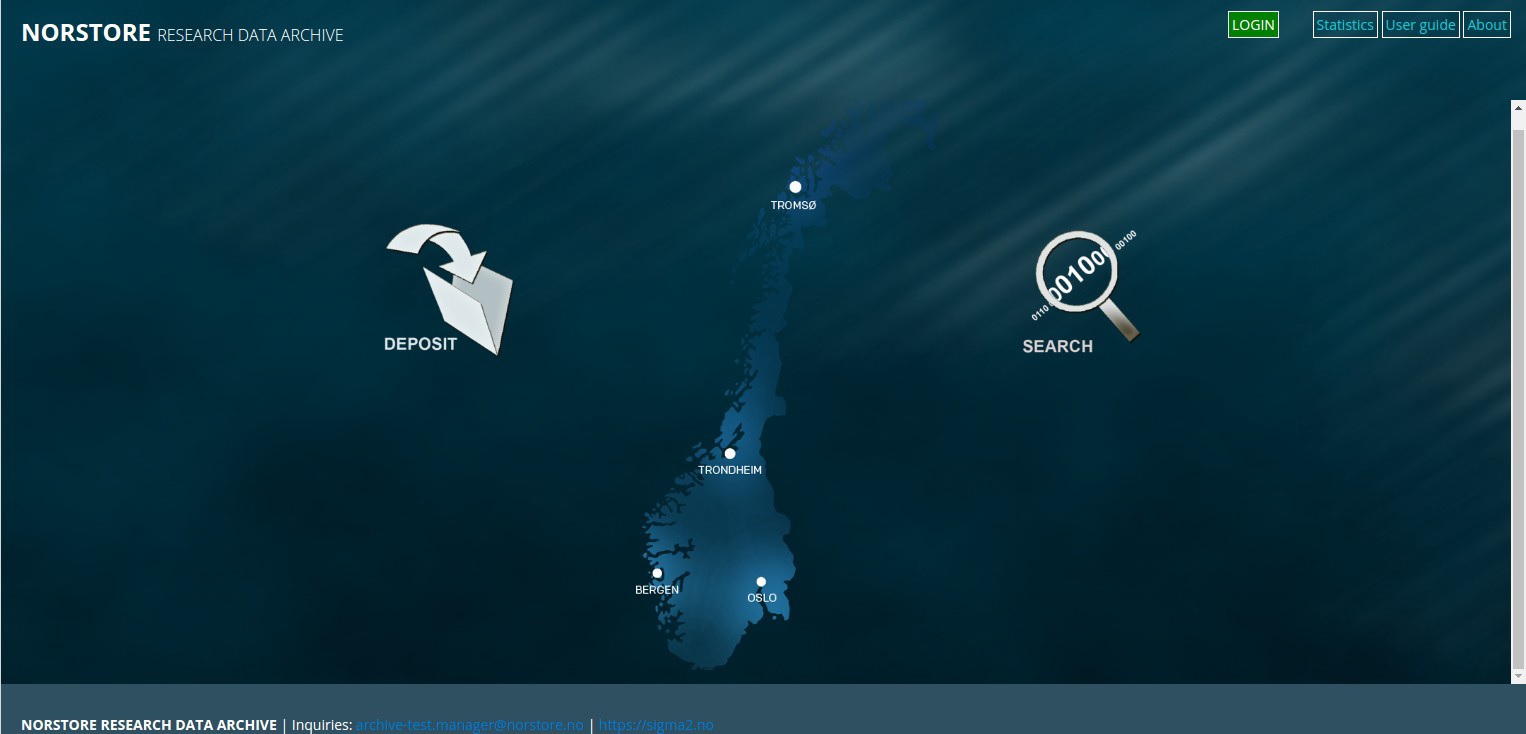 NORSTORE RESEARCH DATA ARCHIVE
LOGIN Statistics User guide About
TROMSØ
0110 00010000 00100
DEPOSIT
SEARCH
TRONDHEIM
BERGEN
OSLO
NORSTORE RESEARCH DATA ARCHIVE | Inquiries: archive-test.manager@norstore.no | https://sigma2.no